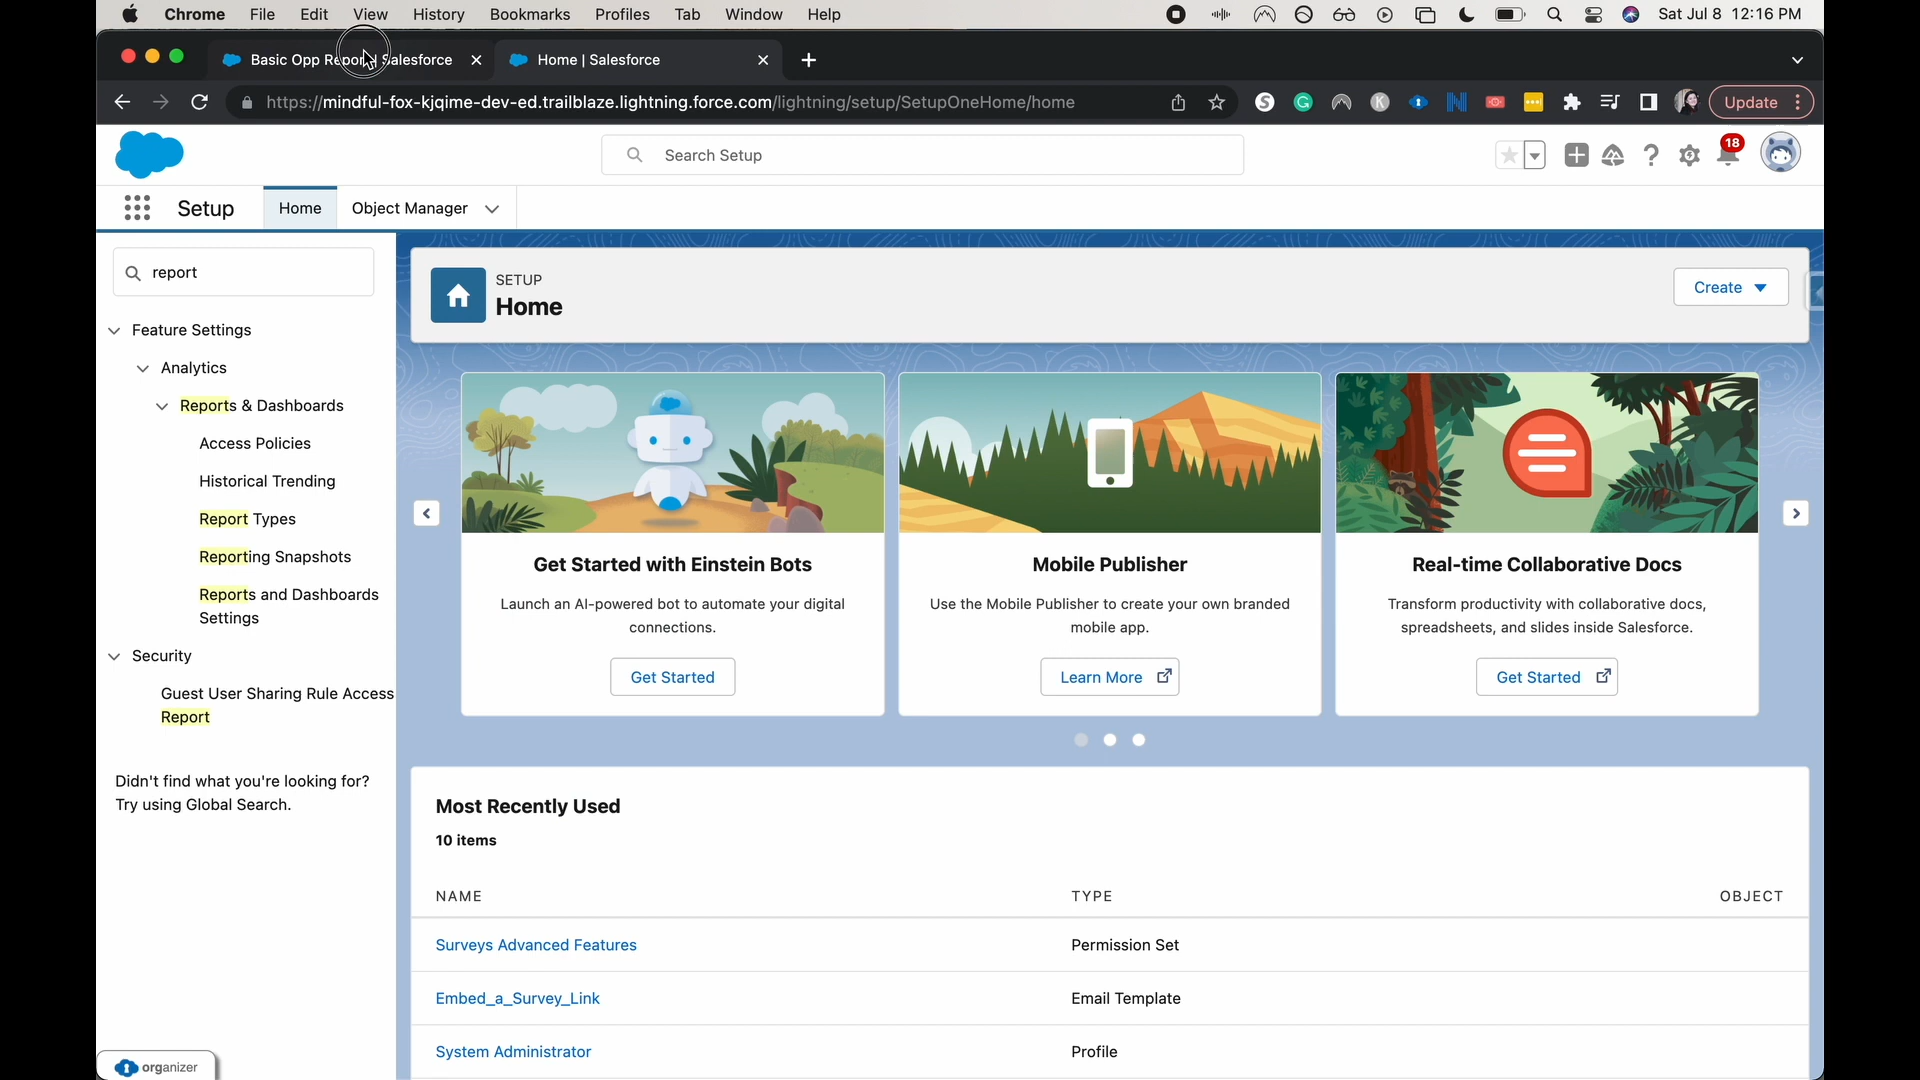 Chrome File Edit View History Bookmarks Profiles Tab Window Help Sat Jul 8 12:16 PM
Basic Opp Report | Salesforce Home | Salesforce
https://mindful-fox-kjqime-dev-ed.trailblaze.lightning.force.com/lightning/setup/SetupOneHome/home Update
Search Setup 18
Setup Home Object Manager
report
Feature Settings
Analytics
Reports & Dashboards
Access Policies
Historical Trending
Report Types
Reporting Snapshots
Reports and Dashboards
Settings
Security
Guest User Sharing Rule Access
Report
Didn't find what you're looking for?
Try using Global Search.
organizer
SETUP
Home
Create
Get Started with Einstein Bots
Launch an AI-powered bot to automate your digital
connections.
Get Started
Mobile Publisher
Use the Mobile Publisher to create your own branded
mobile app.
Learn More
Real-time Collaborative Docs
Transform productivity with collaborative docs,
spreadsheets, and slides inside Salesforce.
Get Started
Most Recently Used
10 items
NAME TYPE OBJECT
Surveys Advanced Features Permission Set
Embed_a_Survey_Link Email Template
System Administrator Profile